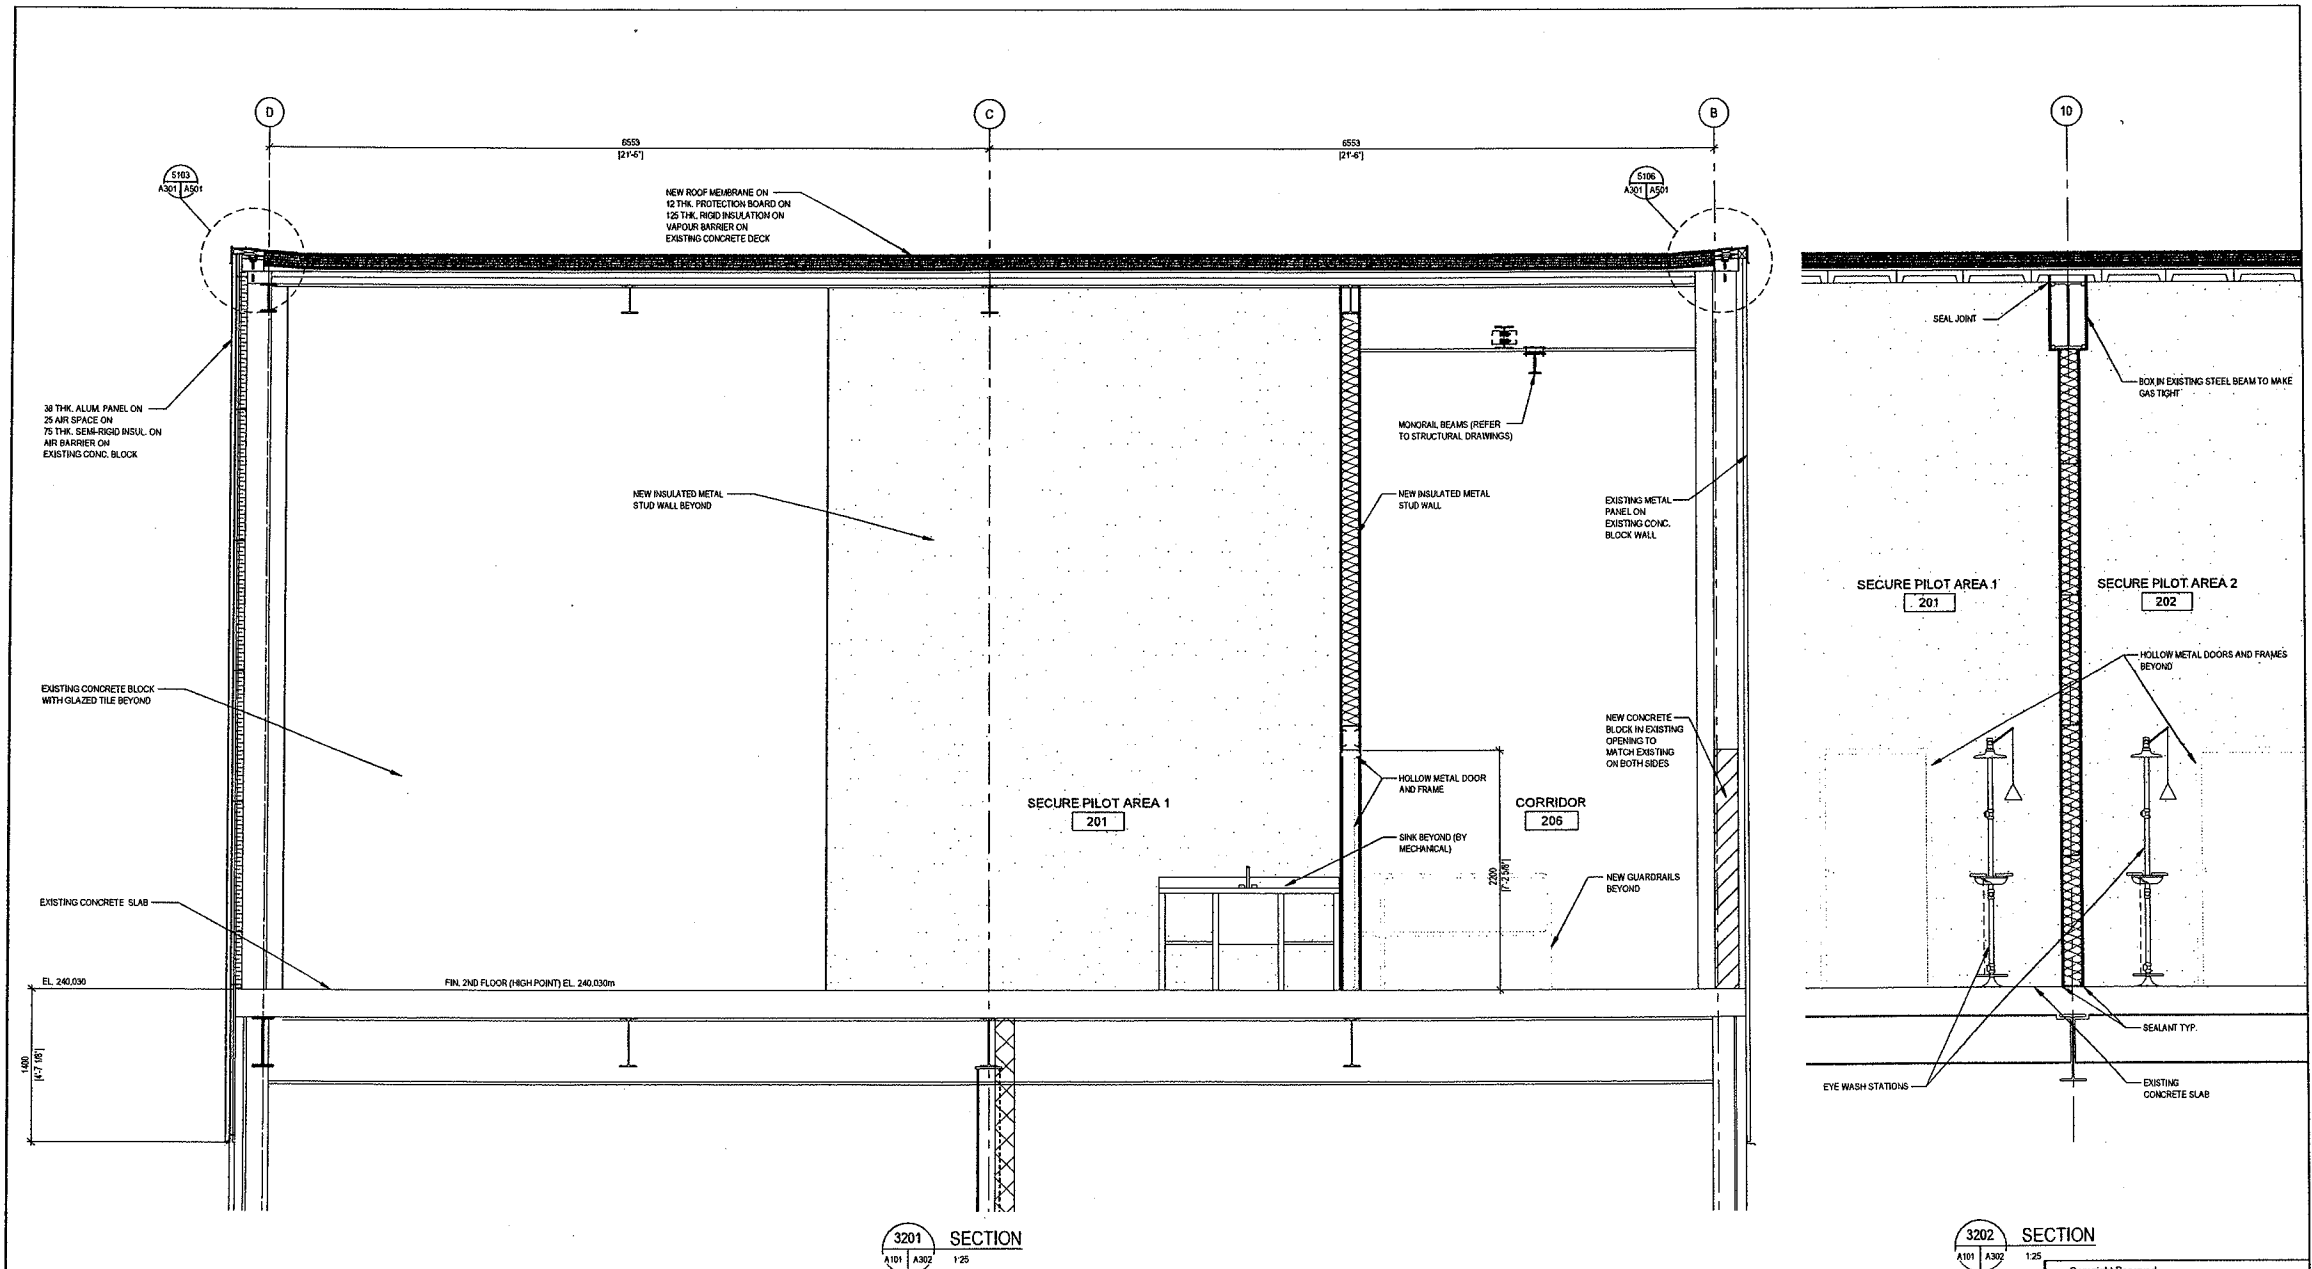 D
C
B
10
6553
[21'-6"]
6553
[21'-6"]
5103
A301 A501
5106
A301 A501
NEW ROOF MEMBRANE ON
12 THK. PROTECTION BOARD ON
125 THK. RIGID INSULATION ON
VAPOUR BARRIER ON
EXISTING CONCRETE DECK
SEAL JOINT
BOX IN EXISTING STEEL BEAM TO MAKE
GAS TIGHT
38 THK. ALUM. PANEL ON
25 AIR SPACE ON
75 THK. SEMI-RIGID INSUL. ON
AIR BARRIER ON
EXISTING CONC. BLOCK
MONORAIL BEAMS (REFER
TO STRUCTURAL DRAWINGS)
NEW INSULATED METAL
STUD WALL BEYOND
NEW INSULATED METAL
STUD WALL
EXISTING METAL
PANEL ON
EXISTING CONC.
BLOCK WALL
SECURE PILOT AREA 1
201
SECURE PILOT AREA 2
202
HOLLOW METAL DOORS AND FRAMES
BEYOND
EXISTING CONCRETE BLOCK
WITH GLAZED TILE BEYOND
NEW CONCRETE
BLOCK IN EXISTING
OPENING TO
MATCH EXISTING
ON BOTH SIDES
HOLLOW METAL DOOR
AND FRAME
SECURE PILOT AREA 1
201
CORRIDOR
206
SINK BEYOND (BY
MECHANICAL)
2200
[7'-2 5/8"]
NEW GUARDRAILS
BEYOND
EXISTING CONCRETE SLAB
EL. 240,030
FIN. 2ND FLOOR (HIGH POINT) EL. 240,030m
1400
[4'-7 1/8"]
SEALANT TYP.
EYE WASH STATIONS
EXISTING
CONCRETE SLAB
3201 SECTION
A101 A302 1:25
3202 SECTION
A101 A302 1:25